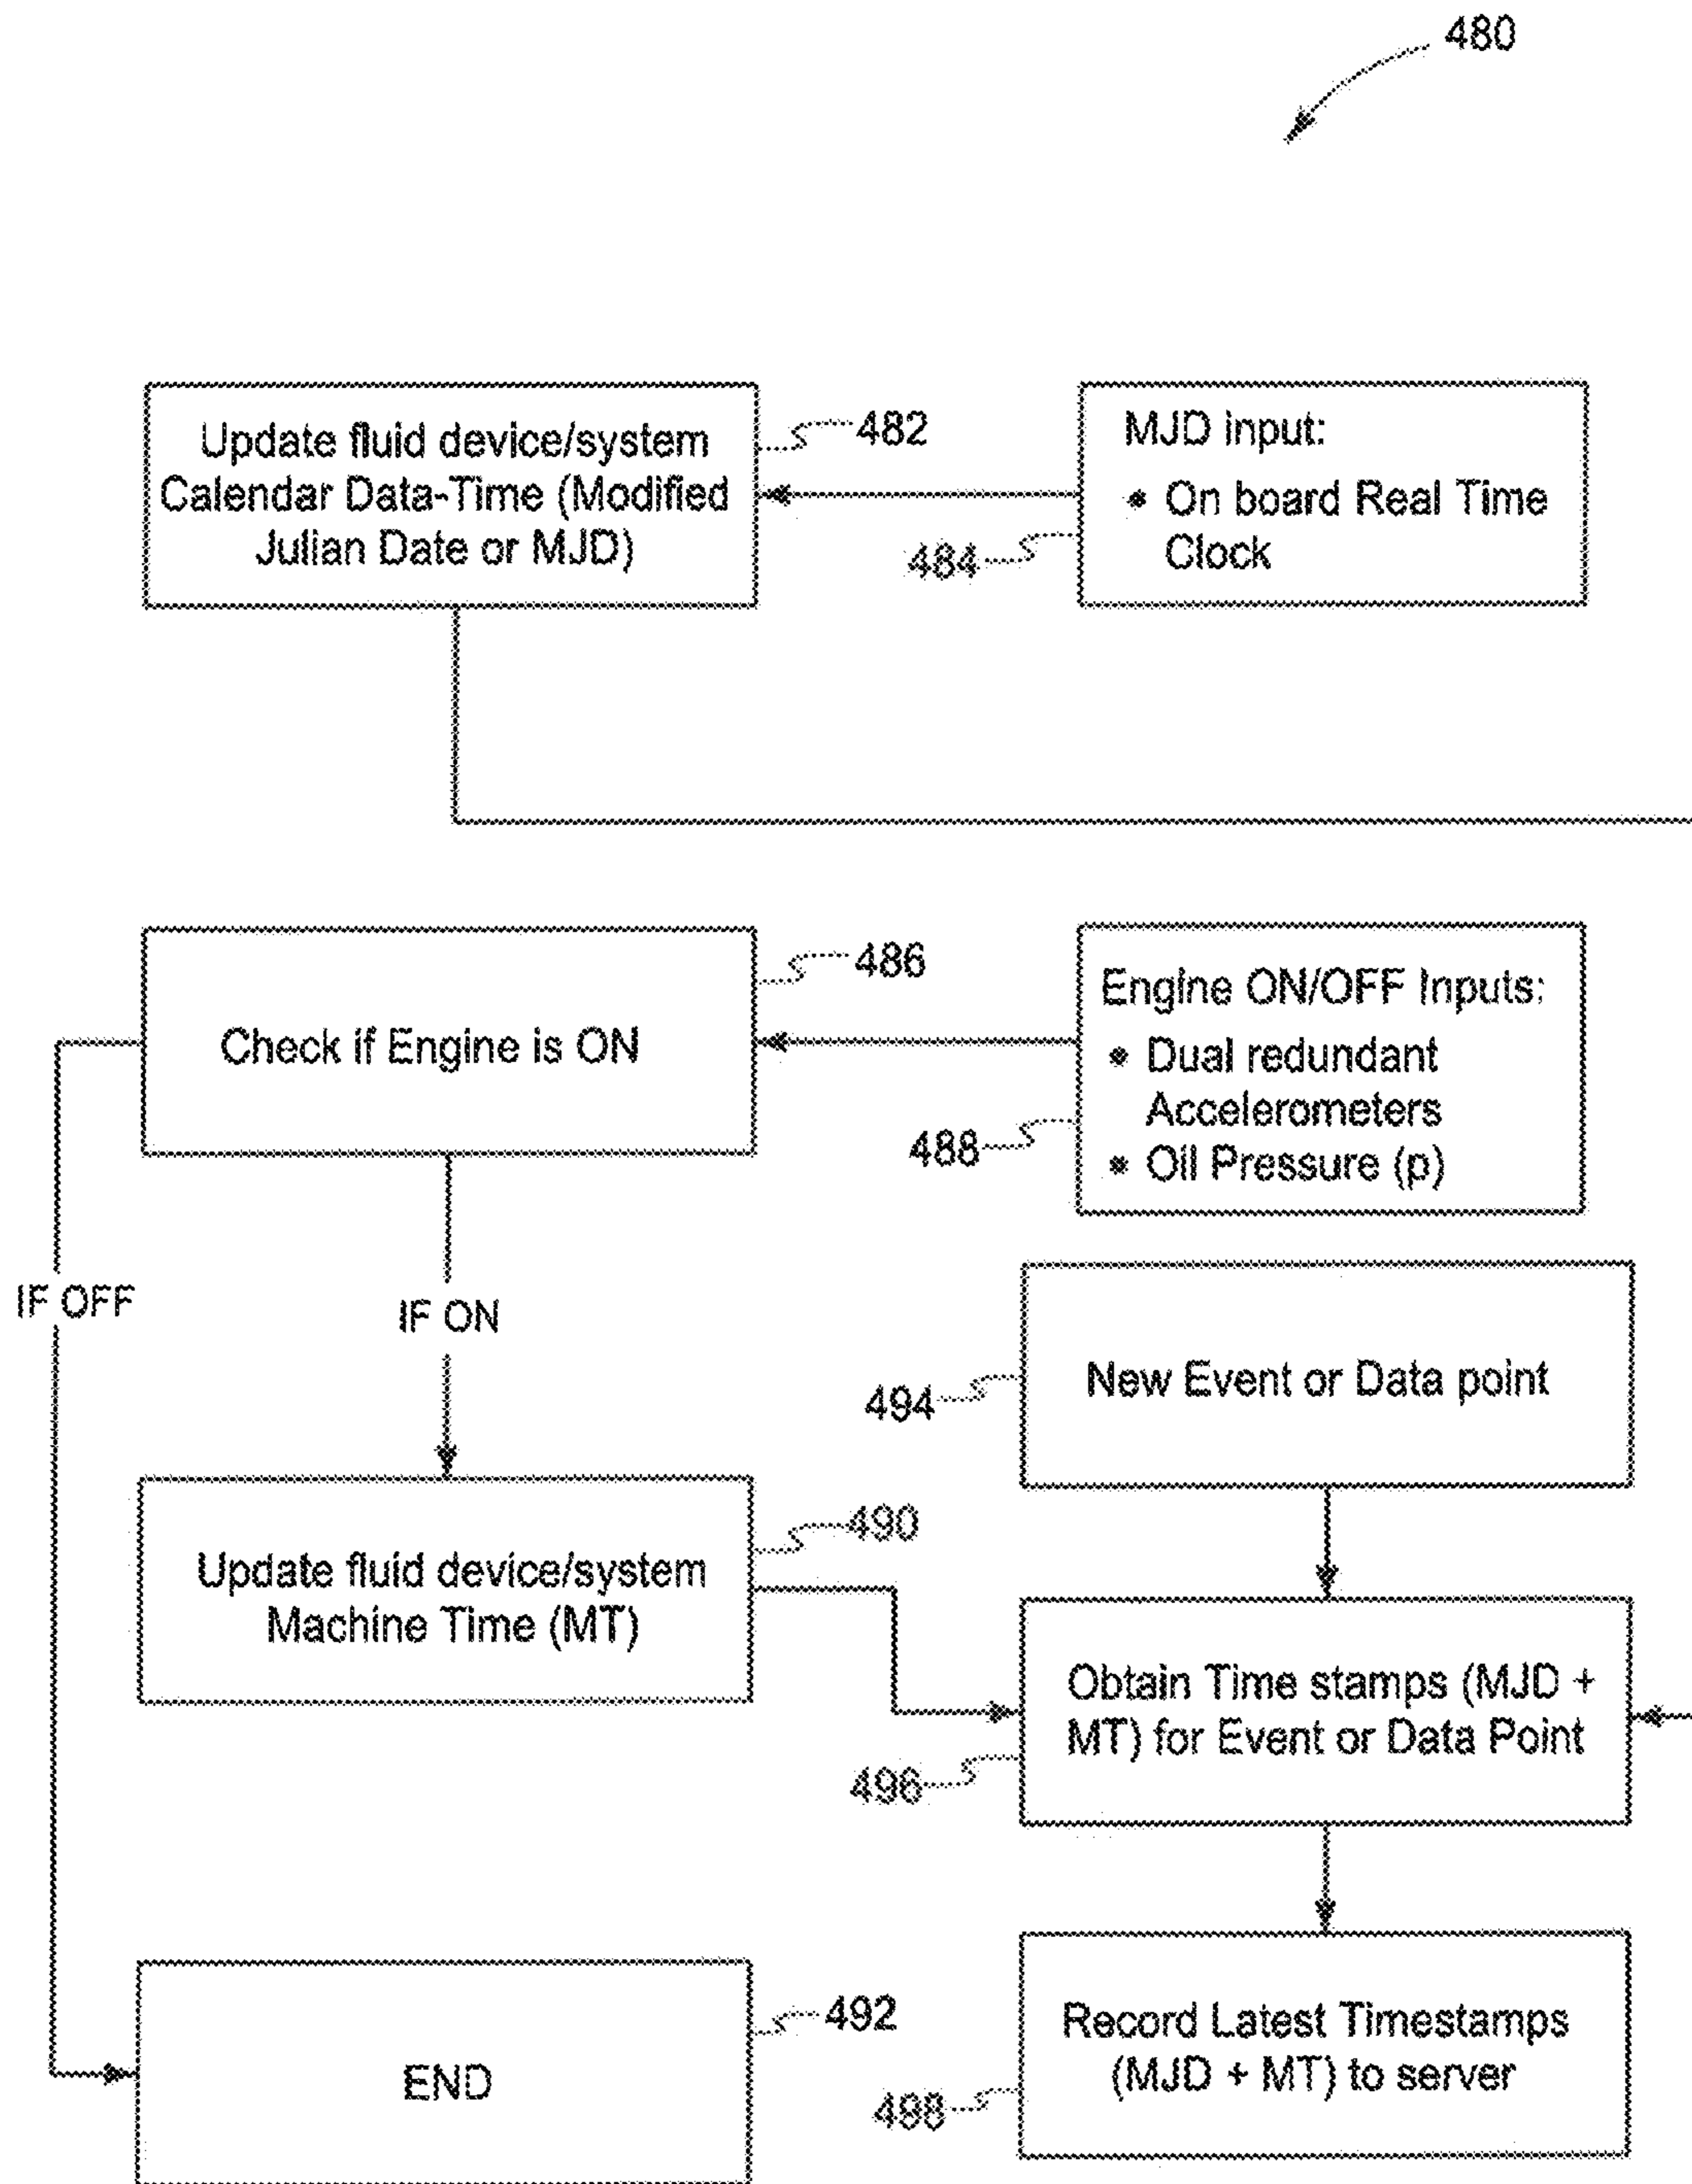 480
Update fluid device/system
Calendar Data-Time (Modified
Julian Date or MJD)
482
MJD input:
• On board Real Time
Clock
484
Check if Engine is ON
486
Engine ON/OFF Inputs:
• Dual redundant
Accelerometers
• Oil Pressure (p)
488
IF OFF
IF ON
New Event or Data point
494
Update fluid device/system
Machine Time (MT)
490
Obtain Time stamps (MJD +
MT) for Event or Data Point
496
END
492
Record Latest Timestamps
(MJD + MT) to server
498